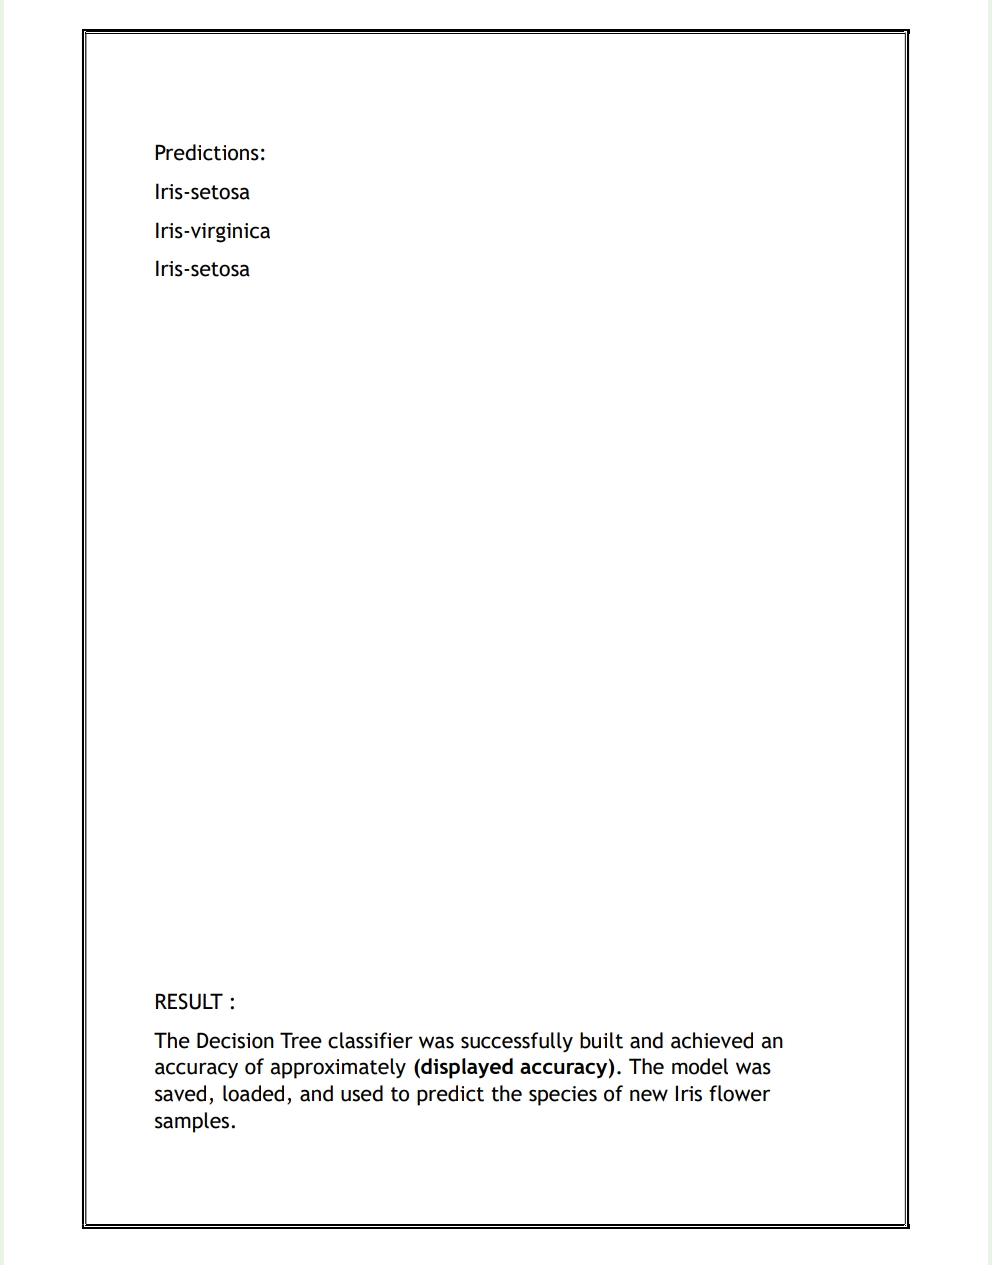 Predictions:
Iris-setosa
Iris-virginica
Iris-setosa
RESULT :
The Decision Tree classifier was successfully built and achieved an
accuracy of approximately (displayed accuracy). The model was
saved, loaded, and used to predict the species of new Iris flower
samples.